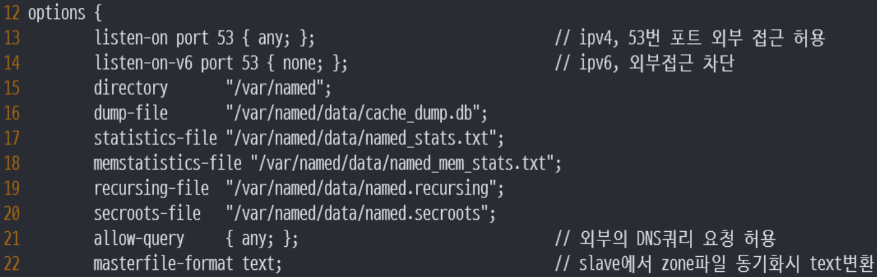 12 options {
13         listen-on port 53 { any; };                              // ipv4, 53번 포트 외부 접근 허용
14         listen-on-v6 port 53 { none; };                          // ipv6, 외부접근 차단
15         directory       "/var/named";
16         dump-file       "/var/named/data/cache_dump.db";
17         statistics-file "/var/named/data/named_stats.txt";
18         memstatistics-file "/var/named/data/named_mem_stats.txt";
19         recursing-file  "/var/named/data/named.recursing";
20         secroots-file   "/var/named/data/named.secroots";
21         allow-query     { any; };                                // 외부의 DNS쿼리 요청 허용
22         masterfile-format text;                                  // slave에서 zone파일 동기화시 text변환